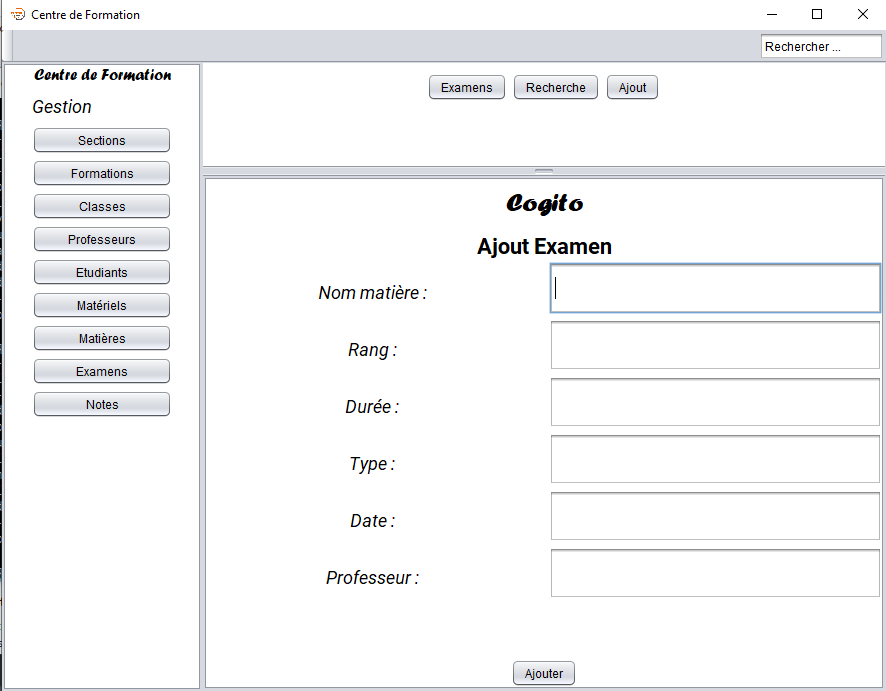 Centre de Formation
Rechercher ...
Centre de Formation
Gestion
Sections
Formations
Classes
Professeurs
Etudiants
Matériels
Matières
Examens
Notes
Examens Recherche Ajout
Cogito
Ajout Examen
Nom matière :
Rang :
Durée :
Type :
Date :
Professeur :
Ajouter